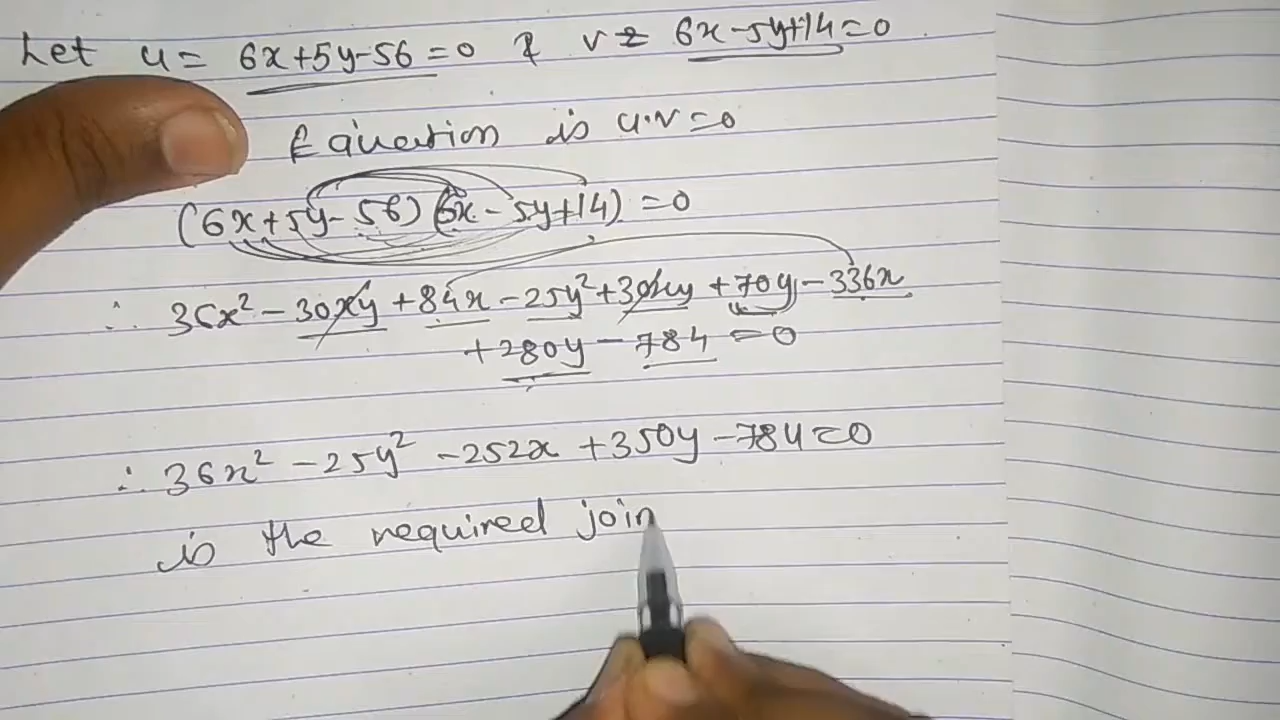 Let u = 6x+5y-56 = 0 & v = 6x-5y+14=0
Equation is u.v=0
(6x+5y-56) (6x-5y+14) = 0
∴ 36x² - 30xy + 84x - 25y² + 30xy + 70y - 336x
+280y - 784 = 0
∴ 36x² - 25y² - 252x + 350y - 784 = 0
is the required join